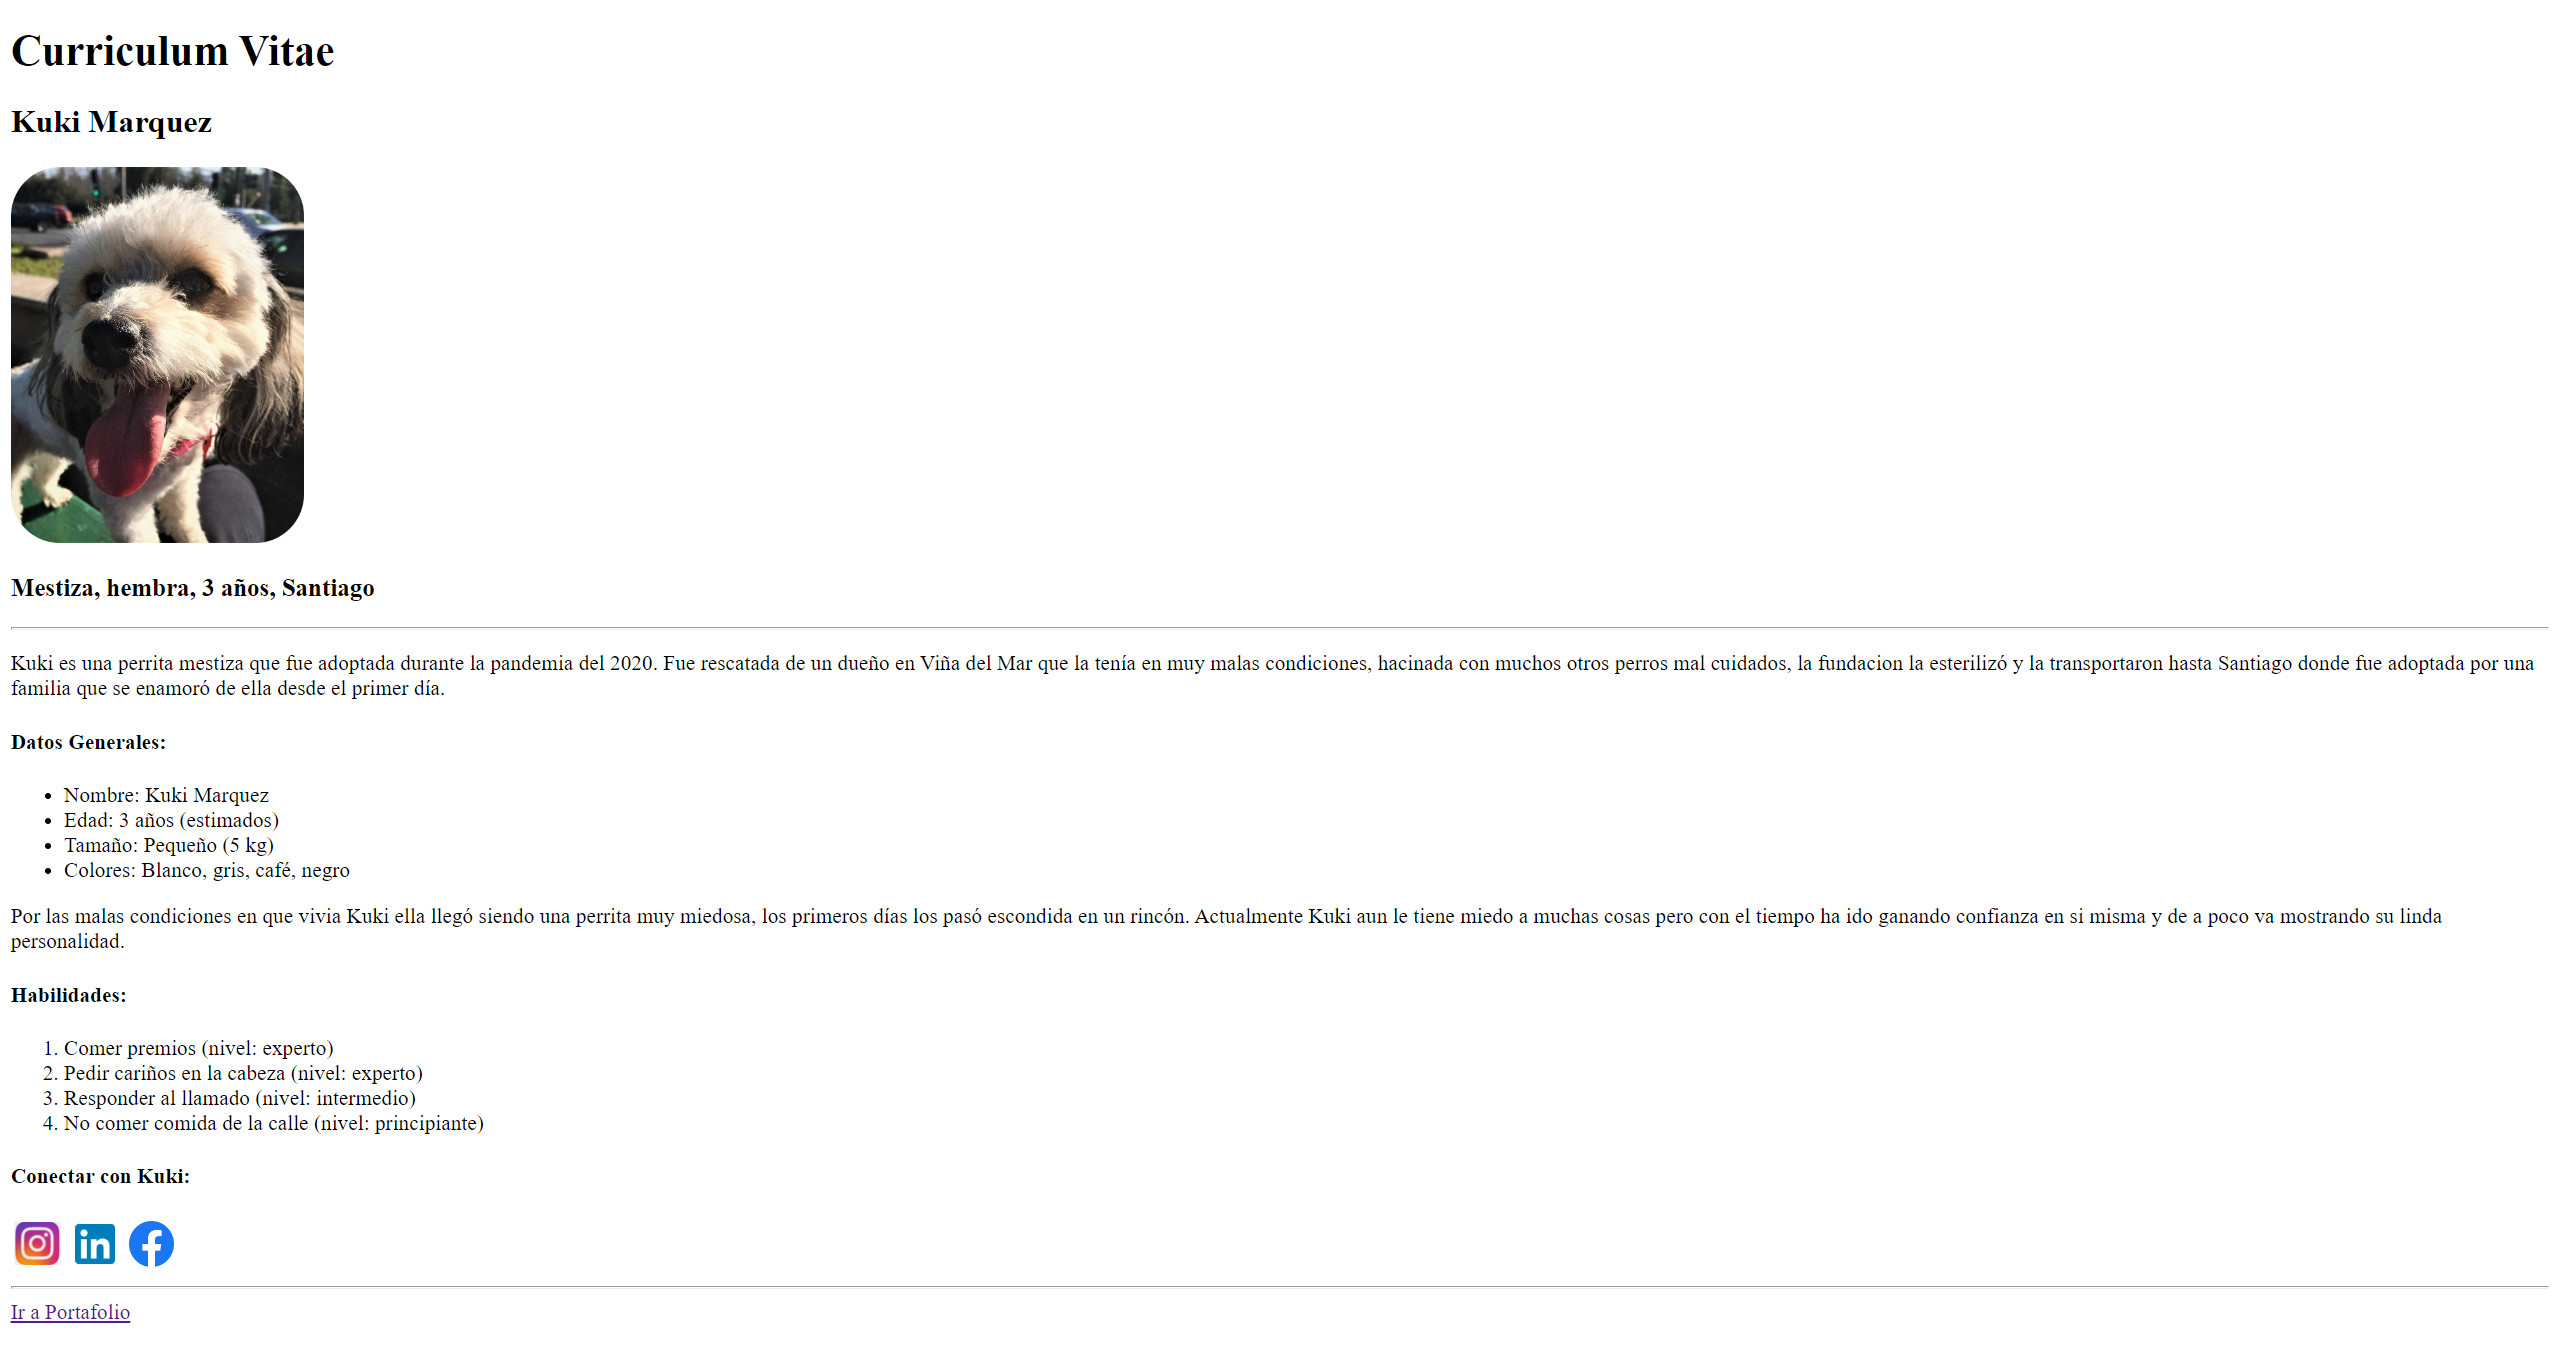 Curriculum Vitae
Kuki Marquez
Mestiza, hembra, 3 años, Santiago
Kuki es una perrita mestiza que fue adoptada durante la pandemia del 2020. Fue rescatada de un dueño en Viña del Mar que la tenía en muy malas condiciones, hacinada con muchos otros perros mal cuidados, la fundacion la esterilizó y la transportaron hasta Santiago donde fue adoptada por una
familia que se enamoró de ella desde el primer día.
Datos Generales:
• Nombre: Kuki Marquez
• Edad: 3 años (estimados)
• Tamaño: Pequeño (5 kg)
• Colores: Blanco, gris, café, negro
Por las malas condiciones en que vivia Kuki ella llegó siendo una perrita muy miedosa, los primeros días los pasó escondida en un rincón. Actualmente Kuki aun le tiene miedo a muchas cosas pero con el tiempo ha ido ganando confianza en si misma y de a poco va mostrando su linda
personalidad.
Habilidades:
1. Comer premios (nivel: experto)
2. Pedir cariños en la cabeza (nivel: experto)
3. Responder al llamado (nivel: intermedio)
4. No comer comida de la calle (nivel: principiante)
Conectar con Kuki:
in f
Ir a Portafolio